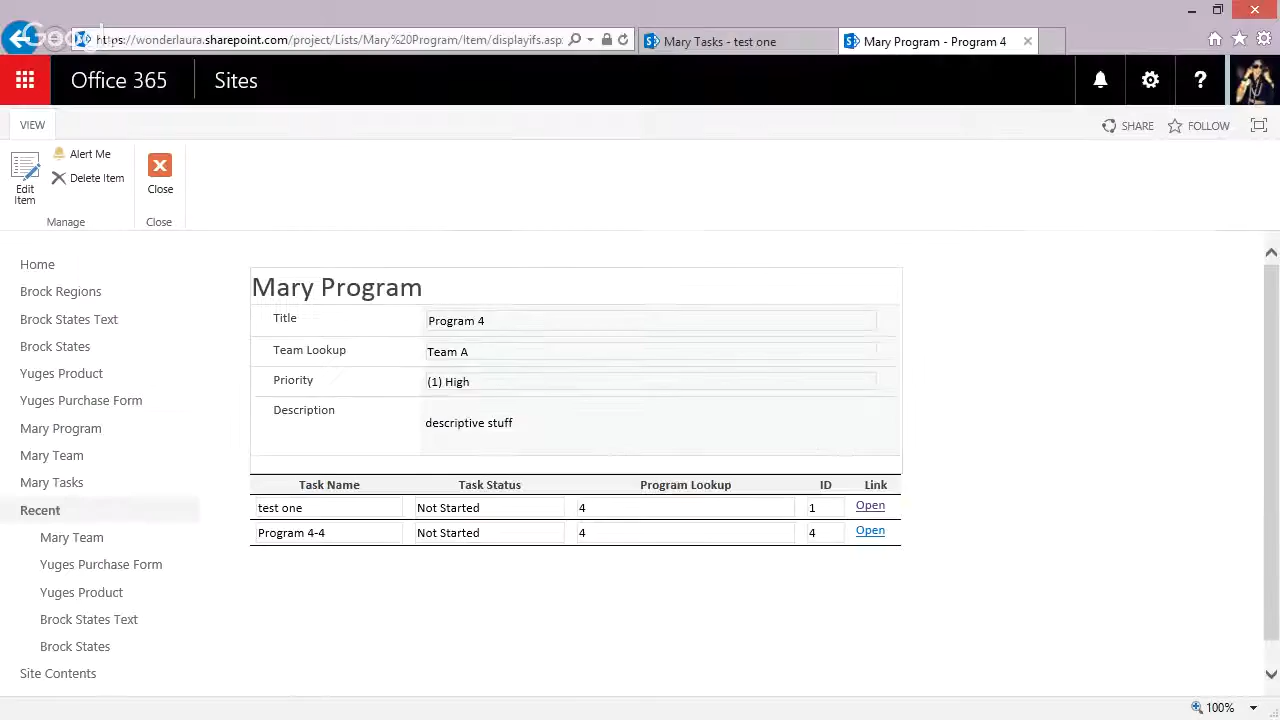 Google
https://wonderlaura.sharepoint.com/project/Lists/Mary%20Program/Item/displayifs.asp
Mary Tasks - test one
Mary Program - Program 4
Office 365
Sites
VIEW
SHARE
FOLLOW
Edit Item
Alert Me
Delete Item
Close
Manage
Close
Home
Brock Regions
Brock States Text
Brock States
Yuges Product
Yuges Purchase Form
Mary Program
Mary Team
Mary Tasks
Recent
Mary Team
Yuges Purchase Form
Yuges Product
Brock States Text
Brock States
Site Contents
Mary Program
Title Program 4
Team Lookup Team A
Priority (1) High
Description descriptive stuff
Task Name Task Status Program Lookup ID Link
test one Not Started 4 1 Open
Program 4-4 Not Started 4 4 Open
100%